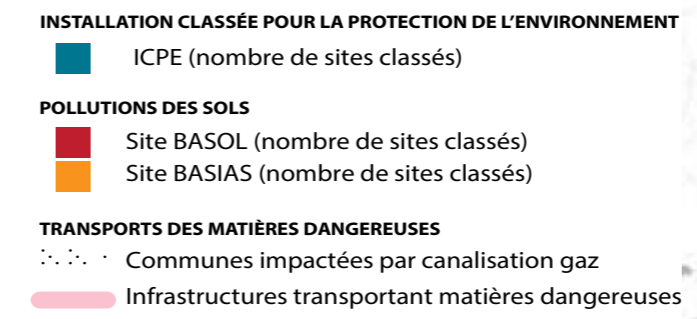 INSTALLATION CLASSÉE POUR LA PROTECTION DE L'ENVIRONNEMENT
ICPE (nombre de sites classés)
POLLUTIONS DES SOLS
Site BASOL (nombre de sites classés)
Site BASIAS (nombre de sites classés)
TRANSPORTS DES MATIÈRES DANGEREUSES
Communes impactées par canalisation gaz
Infrastructures transportant matières dangereuses